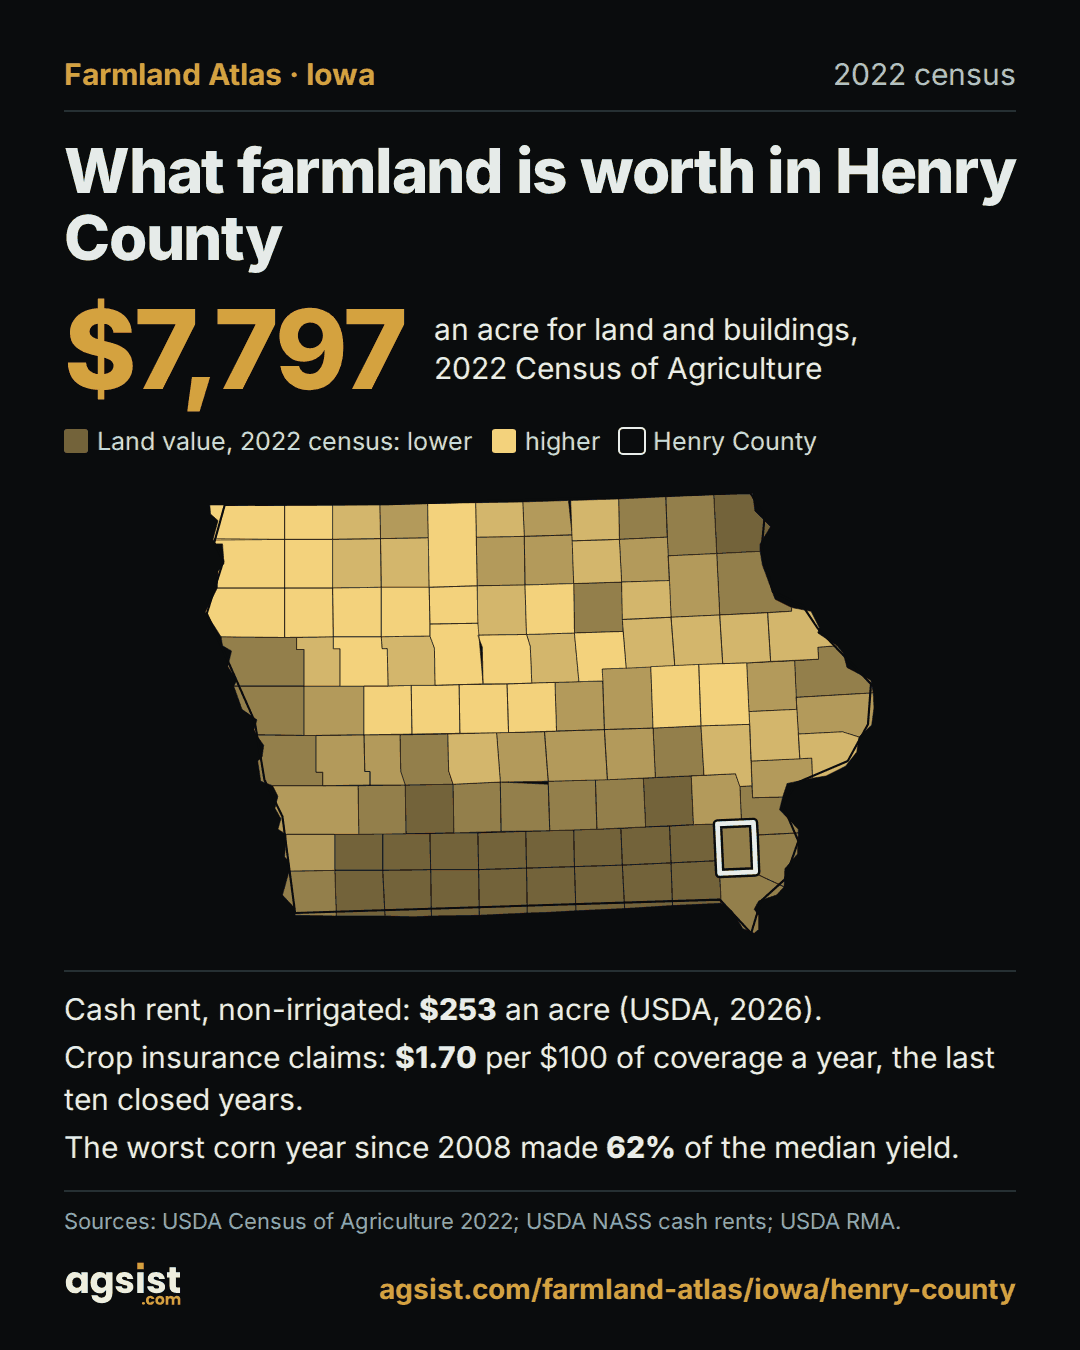 Farmland Atlas · Iowa
2022 census
What farmland is worth in Henry
County
$7,797
an acre for land and buildings,
2022 Census of Agriculture
Land value, 2022 census: lower
higher
Henry County
Cash rent, non-irrigated: $253 an acre (USDA, 2026).
Crop insurance claims: $1.70 per $100 of coverage a year, the last
ten closed years.
The worst corn year since 2008 made 62% of the median yield.
Sources: USDA Census of Agriculture 2022; USDA NASS cash rents; USDA RMA.
agsist
.com
agsist.com/farmland-atlas/iowa/henry-county